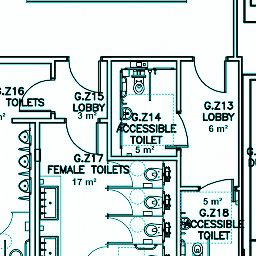 G.Z16
TOILETS
m²
G.Z15
LOBBY
3 m²
G.Z14
ACCESSIBLE
TOILET
5 m²
G.Z13
LOBBY
6 m²
G.Z17
FEMALE TOILETS
17 m²
5 m²
G.Z18
ACCESSIBLE
TOILET